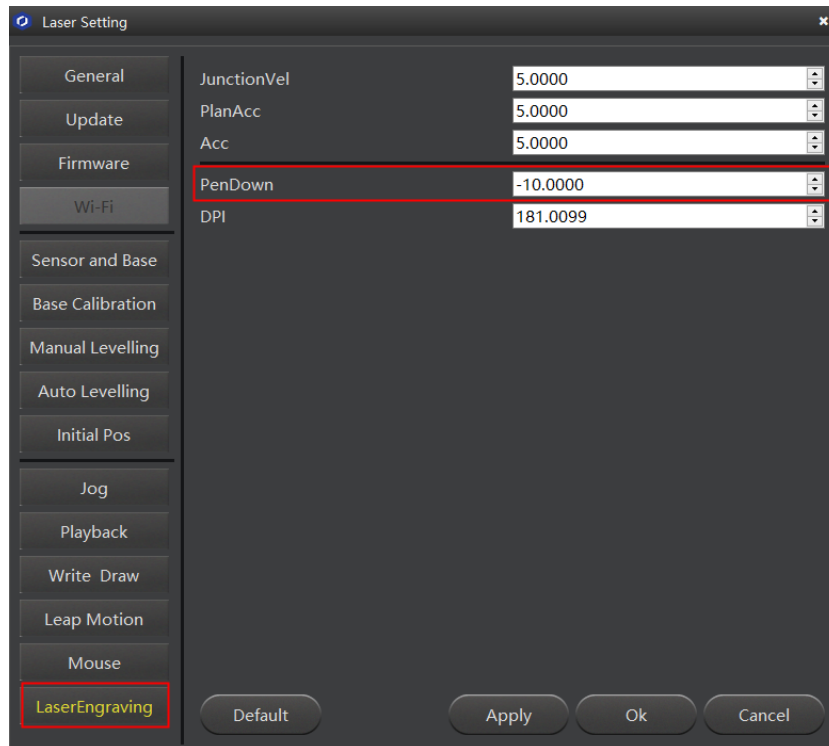 Laser Setting
General
Update
Firmware
Wi-Fi
Sensor and Base
Base Calibration
Manual Levelling
Auto Levelling
Initial Pos
Jog
Playback
Write Draw
Leap Motion
Mouse
LaserEngraving
JunctionVel 5.0000
PlanAcc 5.0000
Acc 5.0000
PenDown -10.0000
DPI 181.0099
Default Apply Ok Cancel